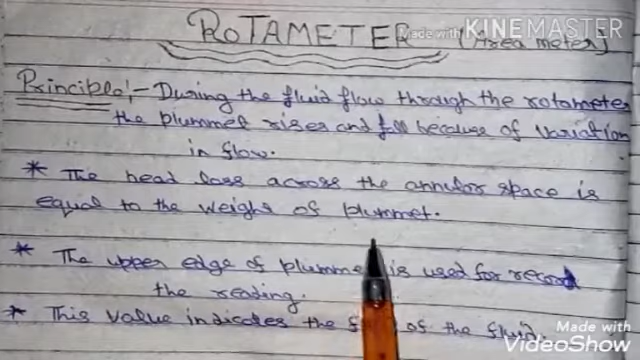 ROTAMETER (Area meter)
Made with KINEMASTER
Principle:- During the fluid flow through the rotameter
the plummet rises and fall because of variation
in flow.
* The head loss across the annular space is
equal to the weight of plummet.
* The upper edge of plummet is used for record
the reading.
* This value indicates the of the fluid.
Made with
VideoShow